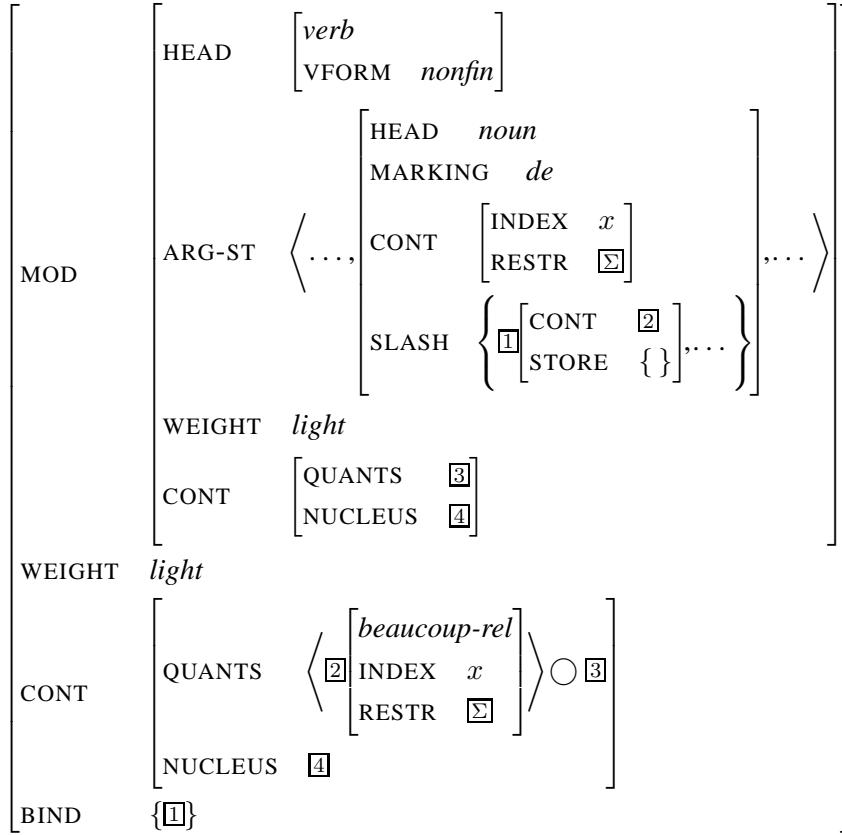 HEAD verb
VFORM nonfin
HEAD noun
MARKING de
CONT INDEX x
RESTR Σ
MOD ARG-ST ⟨ ..., ,... ⟩
SLASH { 1 CONT 2 ,... }
STORE { }
WEIGHT light
CONT QUANTS 3
NUCLEUS 4
WEIGHT light
beaucoup-rel
CONT QUANTS ⟨ 2 INDEX x ⟩ ◯ 3
RESTR Σ
NUCLEUS 4
BIND {1}